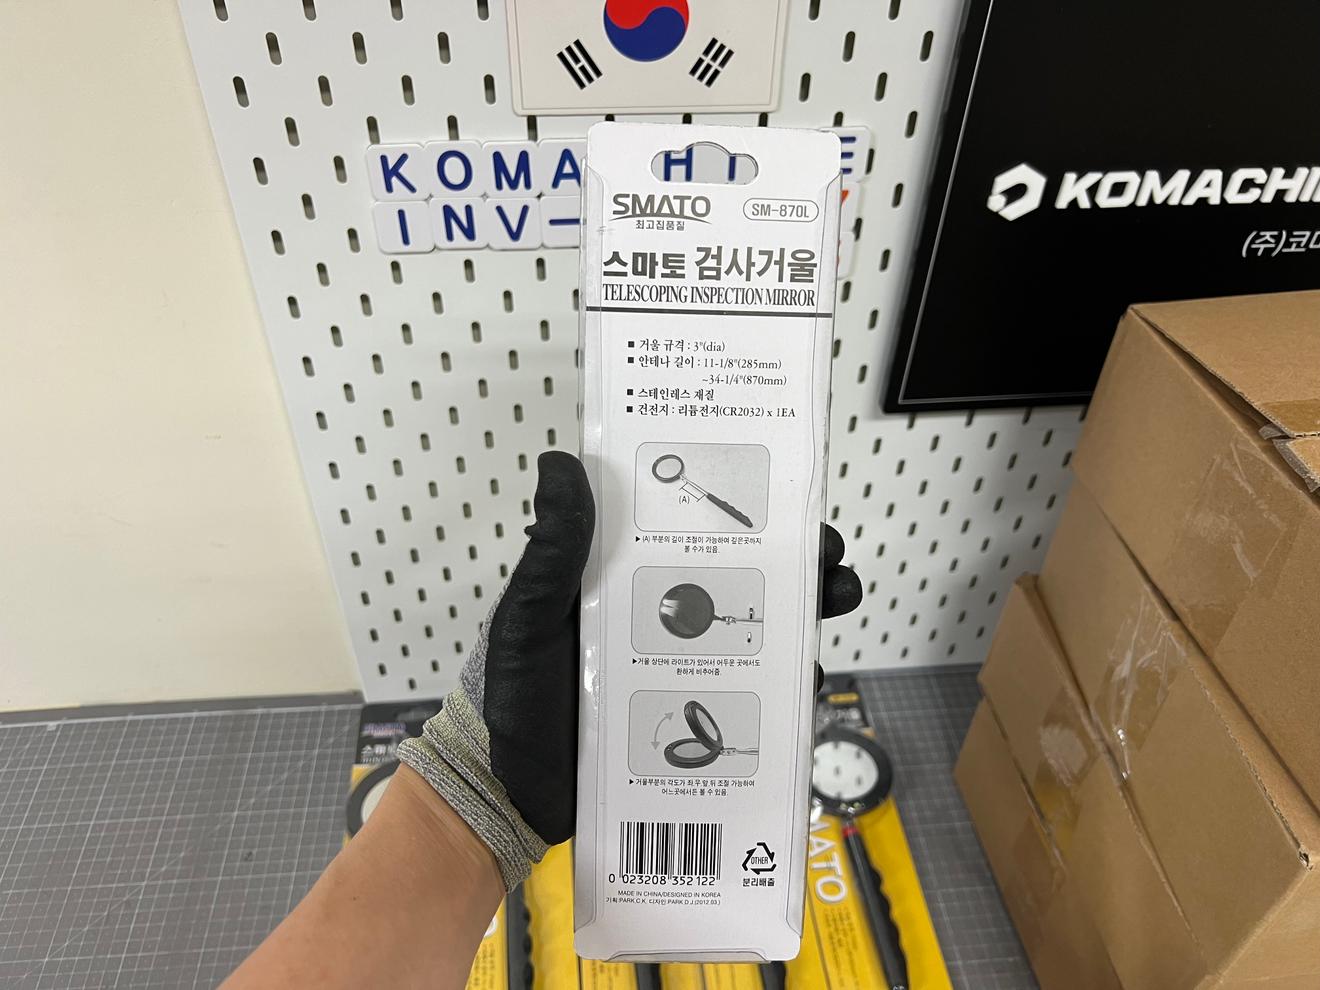 KOMA HI E
INV-
KOMACHI
(주)코
SMATO
최고집품질
SM-870L
스마토 검사거울
TELESCOPING INSPECTION MIRROR
■ 거울 규격 : 3"(dia)
■ 안테나 길이 : 11-1/8"(285mm)
~34-1/4"(870mm)
■ 스테인레스 재질
■ 건전지 : 리튬전지(CR2032) x 1EA
(A)
▶ (A) 부분의 길이 조절이 가능하여 깊은곳까지
볼 수가 있음.
▶거울 상단에 라이트가 있어서 어두운 곳에서도
환하게 비추어줌.
▶거울부분의 각도가 좌.우.앞.뒤 조절 가능하여
어느곳에서든 볼 수 있음.
0 023208 352122
OTHER
분리배출
MADE IN CHINA/DESIGNED IN KOREA
기획:PARK.C.K. 디자인:PARK.D.J.(2012.03.)
MATO